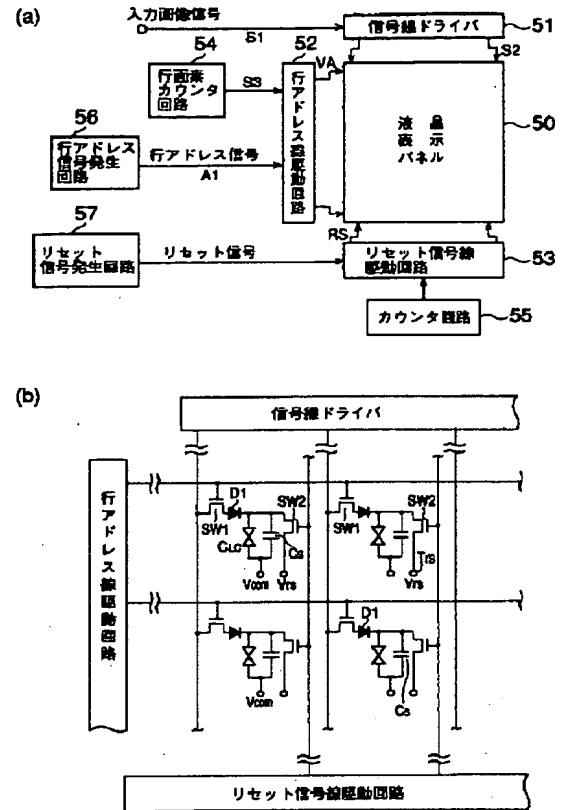 (a)
入力画像信号
S1
信号線ドライバ
51
S2
54
行画素
カウンタ
回路
S3
52
VA
行アドレス線駆動回路
液晶
表示
パネル
50
56
行アドレス
信号発生
回路
行アドレス信号
A1
57
リセット
信号発生回路
リセット信号
RS
リセット信号線
駆動回路
53
カウンタ回路
55
(b)
信号線ドライバ
行アドレス線駆動回路
D1
SW2
SW1
CLC
Cs
Vcom
Vrs
SW2
SW1
Trs
Vrs
D1
Vcom
Cs
リセット信号線駆動回路